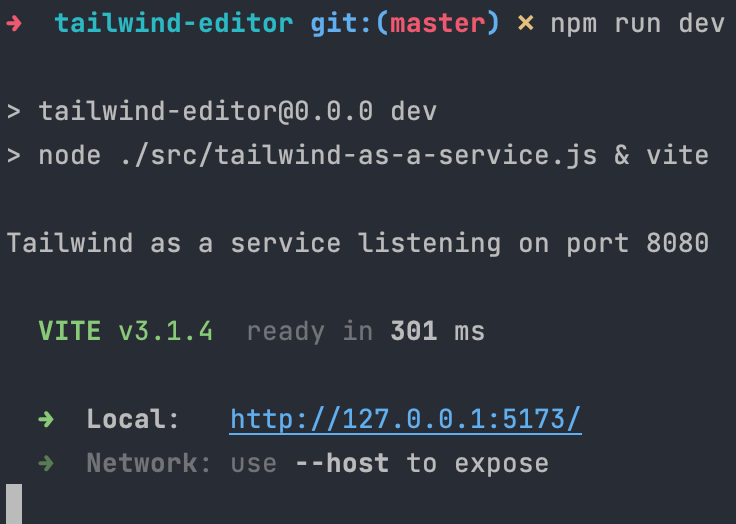 ➜ tailwind-editor git:(master) ✗ npm run dev
> tailwind-editor@0.0.0 dev
> node ./src/tailwind-as-a-service.js & vite
Tailwind as a service listening on port 8080
VITE v3.1.4 ready in 301 ms
➜ Local: http://127.0.0.1:5173/
➜ Network: use --host to expose